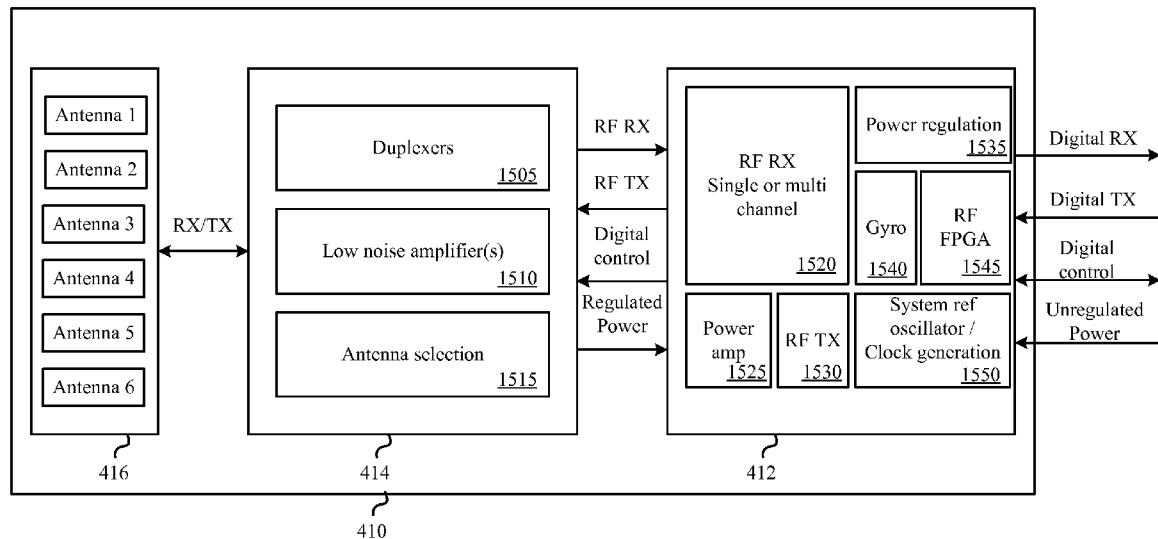 Antenna 1
Antenna 2
Antenna 3
Antenna 4
Antenna 5
Antenna 6
416
RX/TX
Duplexers
1505
Low noise amplifier(s)
1510
Antenna selection
1515
414
RF RX
RF TX
Digital
control
Regulated
Power
RF RX
Single or multi
channel
1520
Power regulation
1535
Gyro
1540
RF
FPGA
1545
Power
amp
1525
RF TX
1530
System ref
oscillator /
Clock generation
1550
412
Digital RX
Digital TX
Digital
control
Unregulated
Power
410